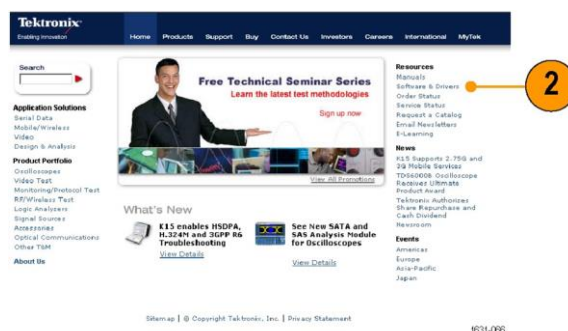 Tektronix
Enabling Innovation
Home Products Support Buy Contact Us Investors Careers International MyTek
Search
Application Solutions
Serial Data
Mobile/Wireless
Video
Design & Analysis
Product Portfolio
Oscilloscopes
Video Test
Monitoring/Protocol Test
RF/Wireless Test
Logic Analyzers
Signal Sources
Accessories
Optical Communications
Other T&M
About Us
Free Technical Seminar Series
Learn the latest test methodologies
Sign up now
View All Promotions
What's New
K15 enables HSDPA,
H.324M and 3GPP R6
Troubleshooting
View Details
See New SATA and
SAS Analysis Module
for Oscilloscopes
View Details
Resources
Manuals
Software & Drivers
Order Status
Service Status
Request a Catalog
Email Newsletters
E-Learning
News
K15 Supports 2.75G and
3G Mobile Services
TDS6000B Oscilloscope
Receives Ultimate
Product Award
Tektronix Authorizes
Share Repurchase and
Cash Dividend
Newsroom
Events
Americas
Europe
Asia-Pacific
Japan
2
Sitemap | © Copyright Tektronix, Inc. | Privacy Statement
1631-066